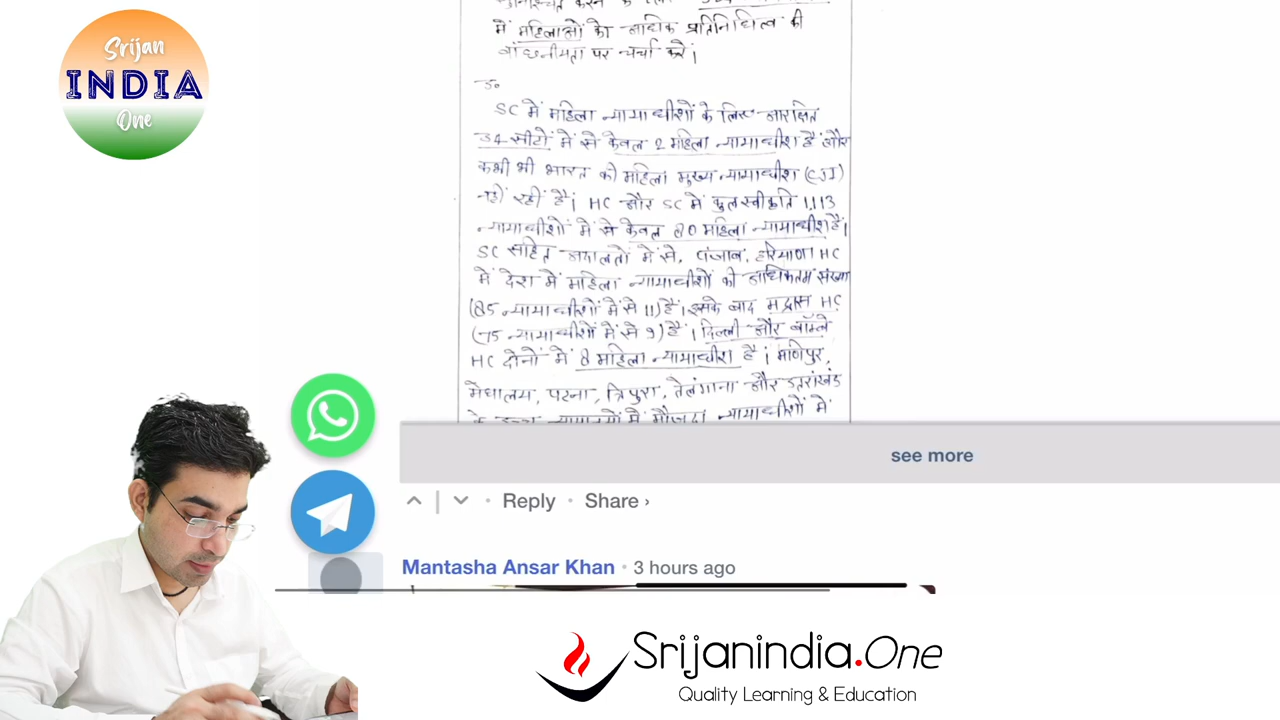 Srijan
INDIA
One
में महिलाओं को अधिक प्रतिनिधित्व की
वांछनीयता पर चर्चा करें।
उ०
SC में महिला न्यायाधीशों के लिए आरक्षित
34 सीटों में से केवल 2 महिला न्यायाधीश हैं और
कभी भी भारत की महिला मुख्य न्यायाधीश (CJI)
नहीं रही है। HC और SC में कुल स्वीकृति 1,113
न्यायाधीशों में से केवल 80 महिला न्यायाधीश हैं।
SC सहित अदालतों में से, पंजाब, हरियाणा HC
में देश में महिला न्यायाधीशों की अधिकतम संख्या
(85 न्यायाधीशों में से 11) है। इसके बाद मद्रास HC
(75 न्यायाधीशों में से 9) है। दिल्ली और बॉम्बे
HC दोनों में 8 महिला न्यायाधीश है। मणिपुर,
मेघालय, पटना, त्रिपुरा, तेलंगाना और उत्तराखंड
see more
Reply · Share ›
Mantasha Ansar Khan · 3 hours ago
Srijanindia.One
Quality Learning & Education